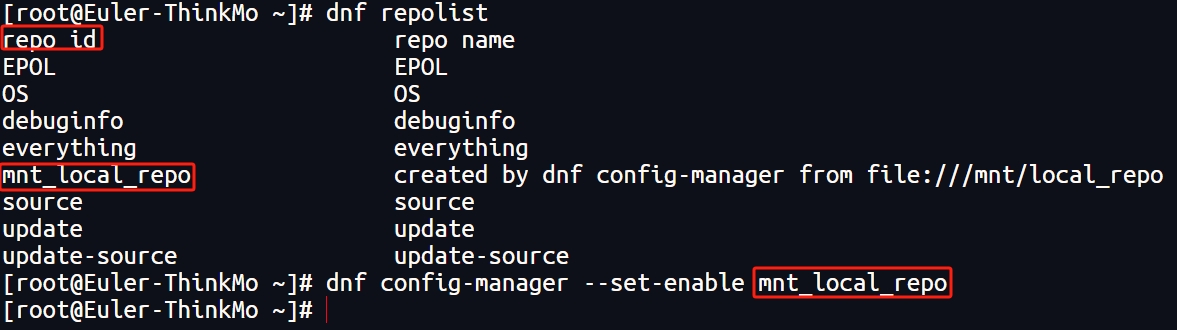 [root@Euler-ThinkMo ~]# dnf repolist
repo id                    repo name
EPOL                       EPOL
OS                         OS
debuginfo                  debuginfo
everything                 everything
mnt_local_repo             created by dnf config-manager from file:///mnt/local_repo
source                     source
update                     update
update-source              update-source
[root@Euler-ThinkMo ~]# dnf config-manager --set-enable mnt_local_repo
[root@Euler-ThinkMo ~]#